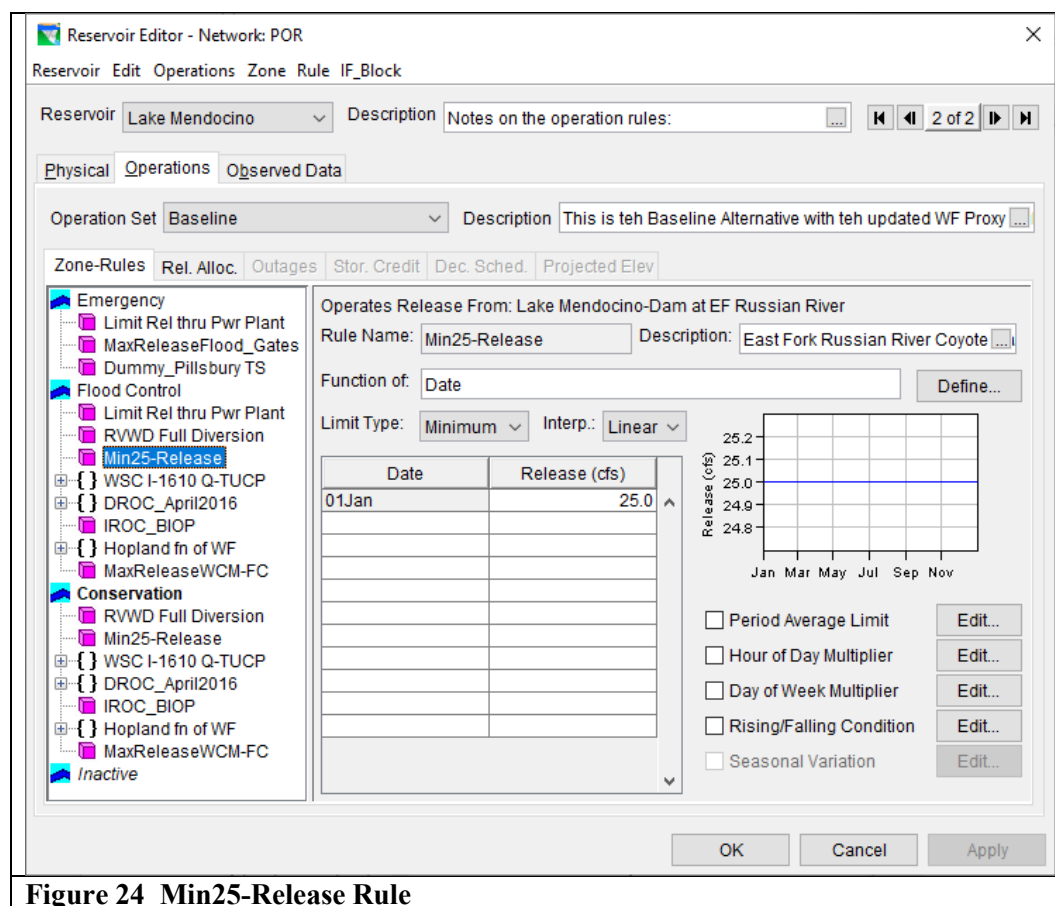 Reservoir Editor - Network: POR
Reservoir Edit Operations Zone Rule IF_Block
Reservoir Lake Mendocino Description Notes on the operation rules: ... 2 of 2
Physical Operations Observed Data
Operation Set Baseline Description This is teh Baseline Alternative with teh updated WF Proxy ...
Zone-Rules Rel. Alloc. Outages Stor. Credit Dec. Sched. Projected Elev
Emergency
Limit Rel thru Pwr Plant
MaxReleaseFlood_Gates
Dummy_Pillsbury TS
Flood Control
Limit Rel thru Pwr Plant
RVWD Full Diversion
Min25-Release
{ } WSC I-1610 Q-TUCP
{ } DROC_April2016
IROC_BIOP
{ } Hopland fn of WF
MaxReleaseWCM-FC
Conservation
RVWD Full Diversion
Min25-Release
{ } WSC I-1610 Q-TUCP
{ } DROC_April2016
IROC_BIOP
{ } Hopland fn of WF
MaxReleaseWCM-FC
Inactive
Operates Release From: Lake Mendocino-Dam at EF Russian River
Rule Name: Min25-Release Description: East Fork Russian River Coyote ...
Function of: Date Define...
Limit Type: Minimum Interp.: Linear
Date Release (cfs)
01Jan 25.0
Release (cfs)
25.2
25.1
25.0
24.9
24.8
Jan Mar May Jul Sep Nov
Period Average Limit Edit...
Hour of Day Multiplier Edit...
Day of Week Multiplier Edit...
Rising/Falling Condition Edit...
Seasonal Variation Edit...
OK Cancel Apply
Figure 24 Min25-Release Rule